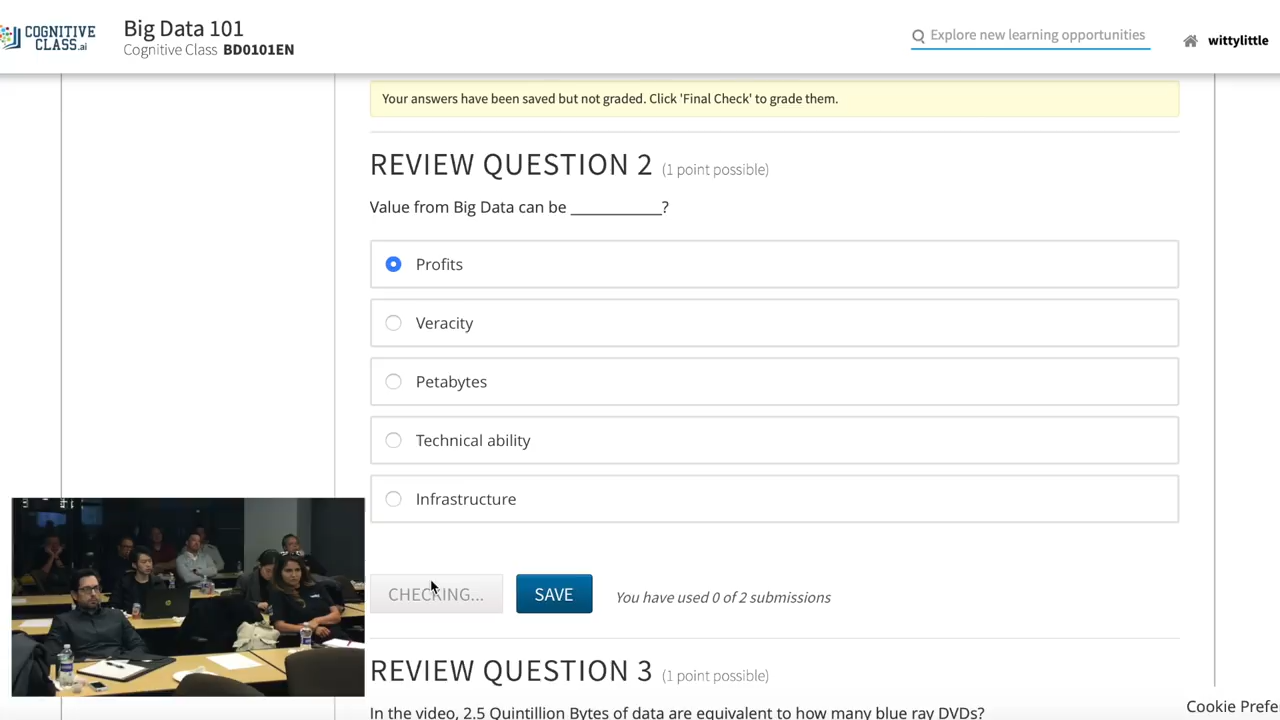 COGNITIVE
CLASS.ai
Big Data 101
Cognitive Class BD0101EN
Explore new learning opportunities
wittylittle
Your answers have been saved but not graded. Click 'Final Check' to grade them.
REVIEW QUESTION 2 (1 point possible)
Value from Big Data can be ___________?
Profits
Veracity
Petabytes
Technical ability
Infrastructure
CHECKING...
SAVE
You have used 0 of 2 submissions
REVIEW QUESTION 3 (1 point possible)
Cookie Prefe
In the video, 2.5 Quintillion Bytes of data are equivalent to how many blue ray DVDs?